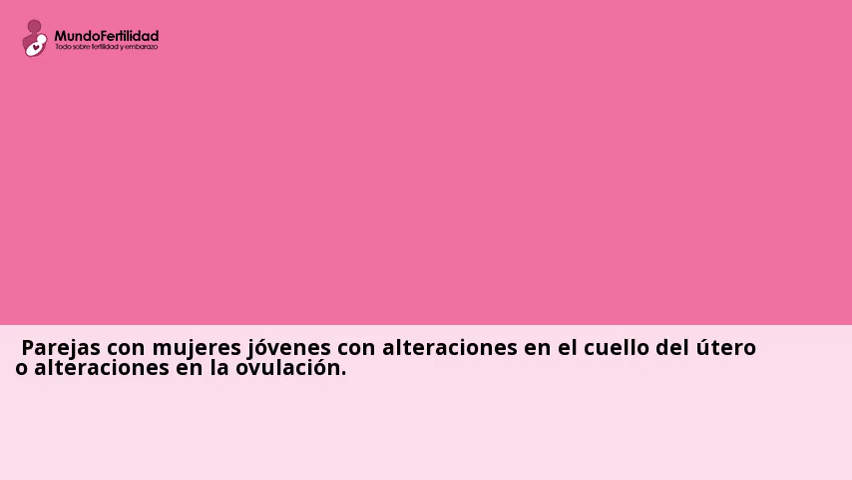 MundoFertilidad
Todo sobre fertilidad y embarazo
Parejas con mujeres jóvenes con alteraciones en el cuello del útero
o alteraciones en la ovulación.